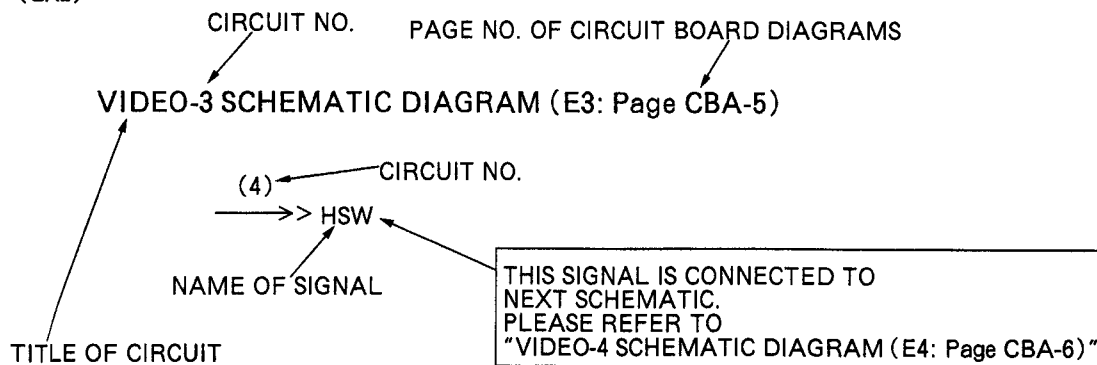 CIRCUIT NO. PAGE NO. OF CIRCUIT BOARD DIAGRAMS
VIDEO-3 SCHEMATIC DIAGRAM (E3: Page CBA-5)
(4) CIRCUIT NO.
> HSW
NAME OF SIGNAL
THIS SIGNAL IS CONNECTED TO
NEXT SCHEMATIC.
PLEASE REFER TO
"VIDEO-4 SCHEMATIC DIAGRAM (E4: Page CBA-6)"
TITLE OF CIRCUIT